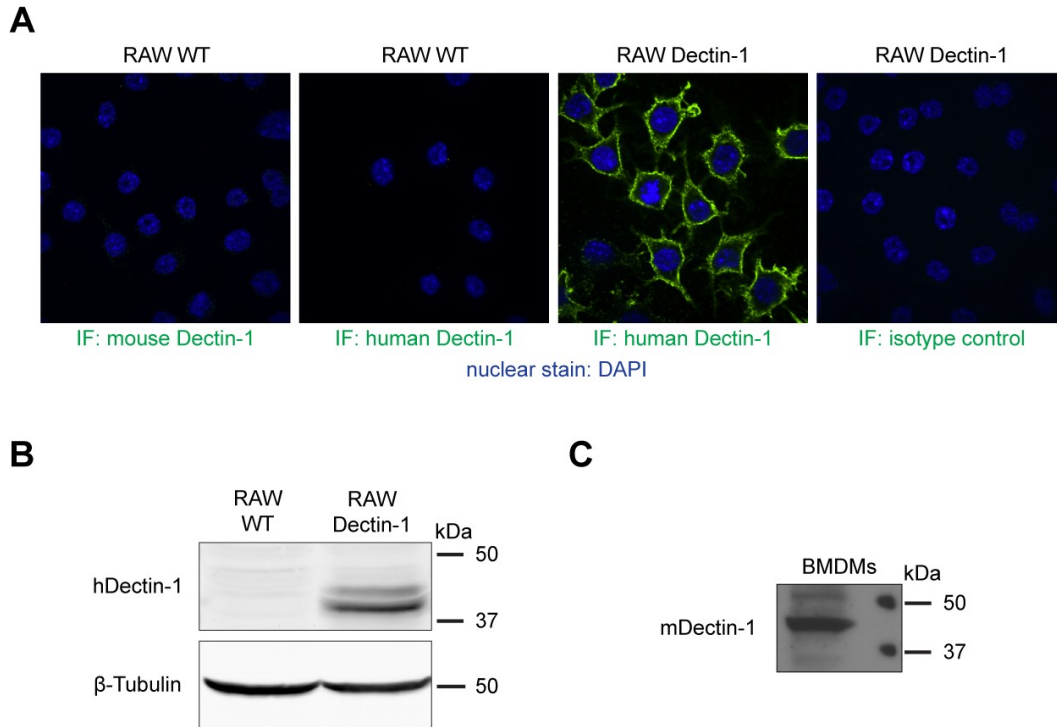 A
RAW WT
RAW WT
RAW Dectin-1
RAW Dectin-1
IF: mouse Dectin-1
IF: human Dectin-1
IF: human Dectin-1
IF: isotype control
nuclear stain: DAPI
B
RAW
WT
RAW
Dectin-1
kDa
hDectin-1
50
37
β-Tubulin
50
C
BMDMs
kDa
mDectin-1
50
37